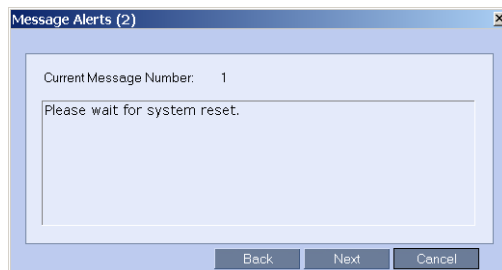 Message Alerts (2)
Current Message Number: 1
Please wait for system reset.
Back Next Cancel